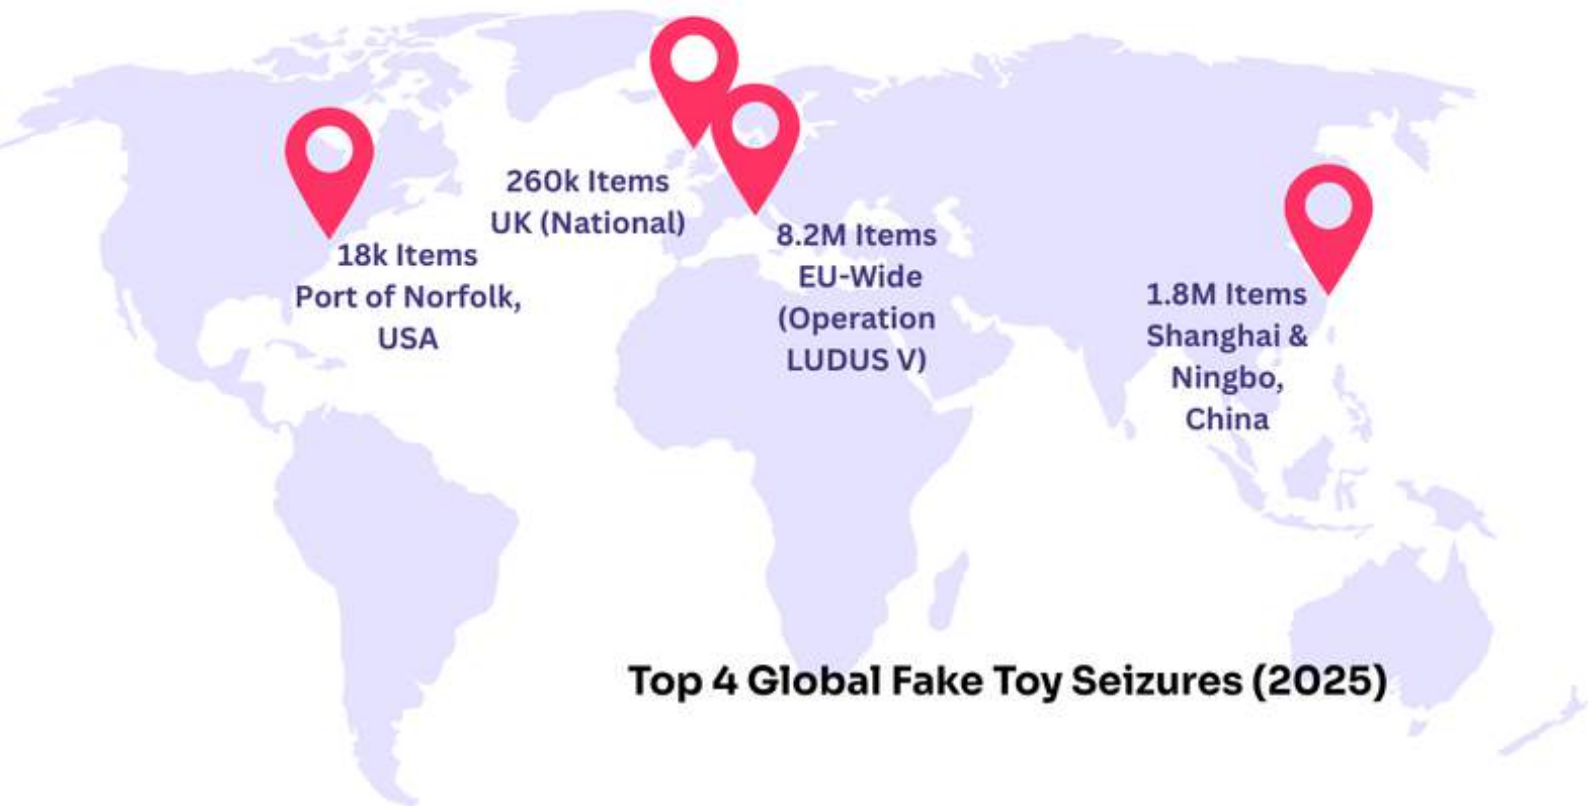 260k Items
UK (National)
18k Items
Port of Norfolk,
USA
8.2M Items
EU-Wide
(Operation
LUDUS V)
1.8M Items
Shanghai &
Ningbo,
China
Top 4 Global Fake Toy Seizures (2025)